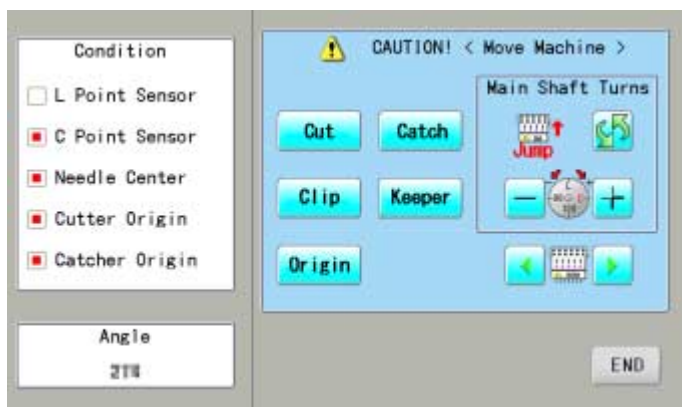 Condition
L Point Sensor
C Point Sensor
Needle Center
Cutter Origin
Catcher Origin
Angle
CAUTION! < Move Machine >
Main Shaft Turns
Cut
Catch
Jump
Clip
Keeper
Origin
END